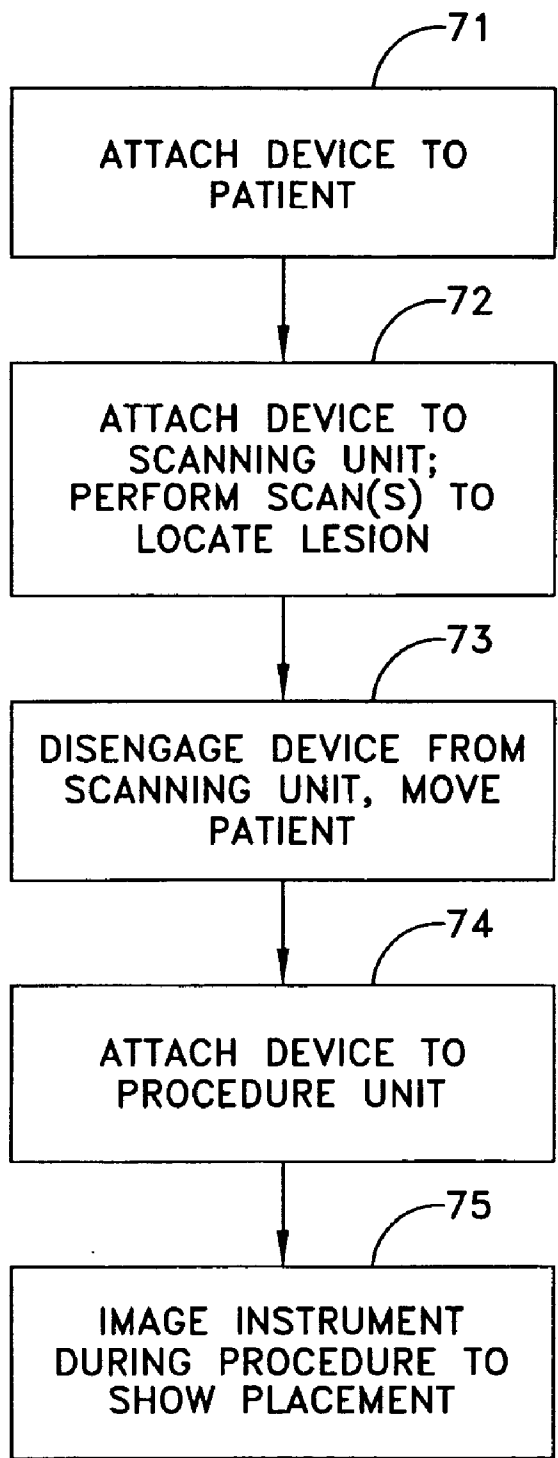 71
ATTACH DEVICE TO
PATIENT
72
ATTACH DEVICE TO
SCANNING UNIT;
PERFORM SCAN(S) TO
LOCATE LESION
73
DISENGAGE DEVICE FROM
SCANNING UNIT, MOVE
PATIENT
74
ATTACH DEVICE TO
PROCEDURE UNIT
75
IMAGE INSTRUMENT
DURING PROCEDURE TO
SHOW PLACEMENT